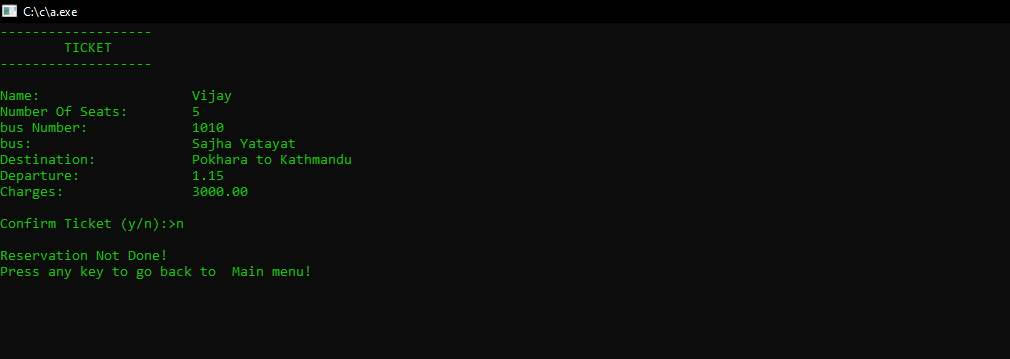 C:\c\a.exe
-------------------
TICKET
-------------------
Name: Vijay
Number Of Seats: 5
bus Number: 1010
bus: Sajha Yatayat
Destination: Pokhara to Kathmandu
Departure: 1.15
Charges: 3000.00
Confirm Ticket (y/n):>n
Reservation Not Done!
Press any key to go back to  Main menu!